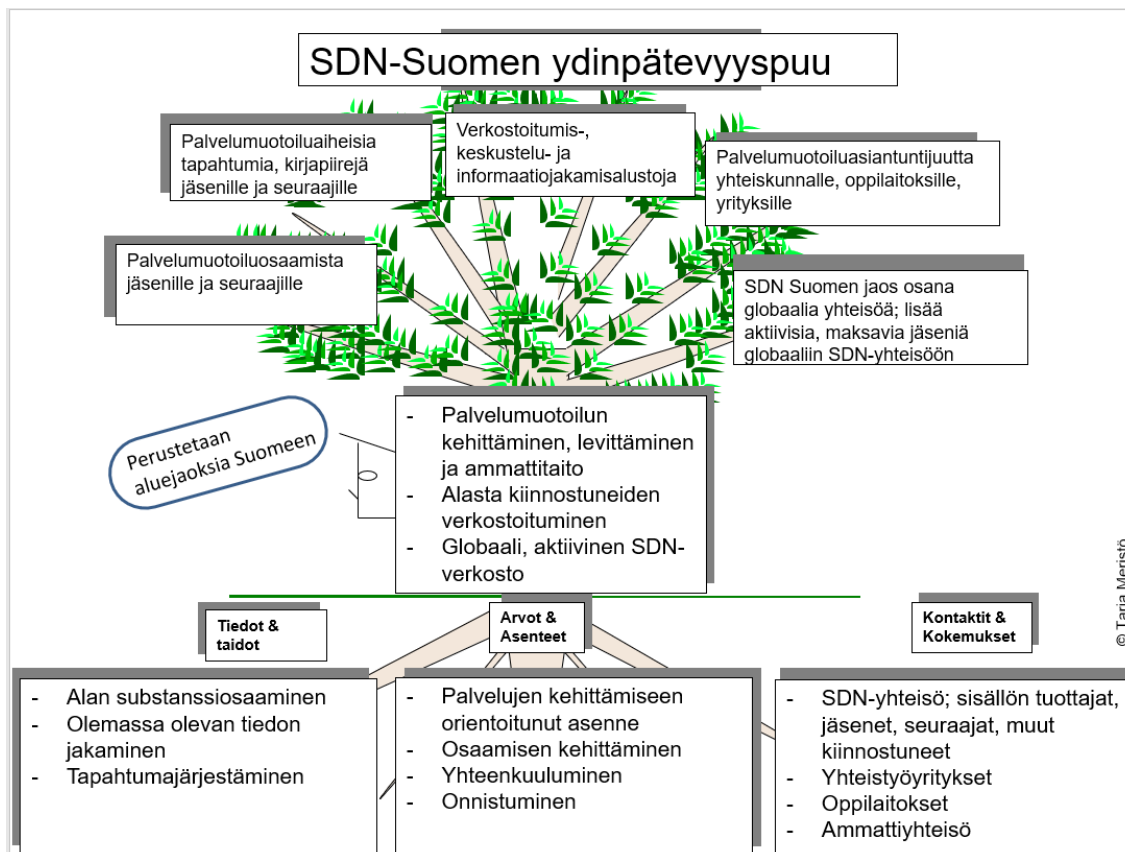 SDN-Suomen ydinpätevyyspuu
Palvelumuotoiluaiheisia
tapahtumia, kirjapiirejä
jäsenille ja seuraajille
Verkostoitumis-,
keskustelu- ja
informaatiojakamisalustoja
Palvelumuotoiluasiantuntijuutta
yhteiskunnalle, oppilaitoksille,
yrityksille
Palvelumuotoiluosaamista
jäsenille ja seuraajille
SDN Suomen jaos osana
globaalia yhteisöä; lisää
aktiivisia, maksavia jäseniä
globaaliin SDN-yhteisöön
Perustetaan
aluejaoksia Suomeen
- Palvelumuotoilun
kehittäminen, levittäminen
ja ammattitaito
- Alasta kiinnostuneiden
verkostoituminen
- Globaali, aktiivinen SDN-
verkosto
© Tarja Meristö
Tiedot &
taidot
Arvot &
Asenteet
Kontaktit &
Kokemukset
- Alan substanssiosaaminen
- Olemassa olevan tiedon
jakaminen
- Tapahtumajärjestäminen
- Palvelujen kehittämiseen
orientoitunut asenne
- Osaamisen kehittäminen
- Yhteenkuuluminen
- Onnistuminen
- SDN-yhteisö; sisällön tuottajat,
jäsenet, seuraajat, muut
kiinnostuneet
- Yhteistyöyritykset
- Oppilaitokset
- Ammattiyhteisö